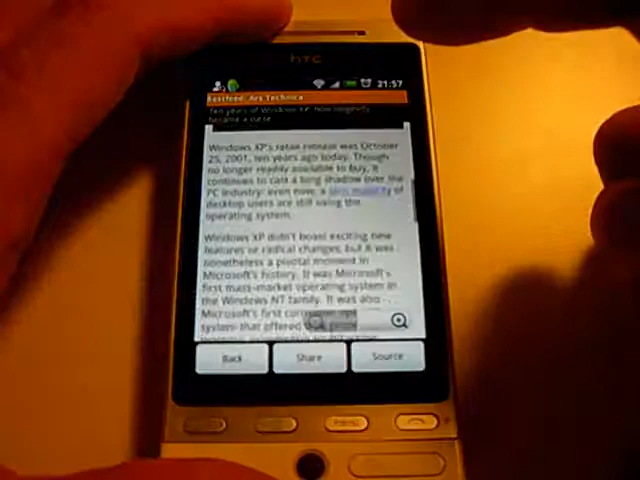 htc
21:57
Fastfeed: Ars Technica
Ten years of Windows XP: how longevity
became a curse
Windows XP's retail release was October
25, 2001, ten years ago today. Though
no longer readily available to buy, it
continues to cast a long shadow over the
PC industry: even now, a slim majority of
desktop users are still using the
operating system.
Windows XP didn't boast exciting new
features or radical changes, but it was
nonetheless a pivotal moment in
Microsoft's history. It was Microsoft's
first mass-market operating system in
the Windows NT family. It was also
Microsoft's first consumer
system that offered true
Back
Share
Source
menu